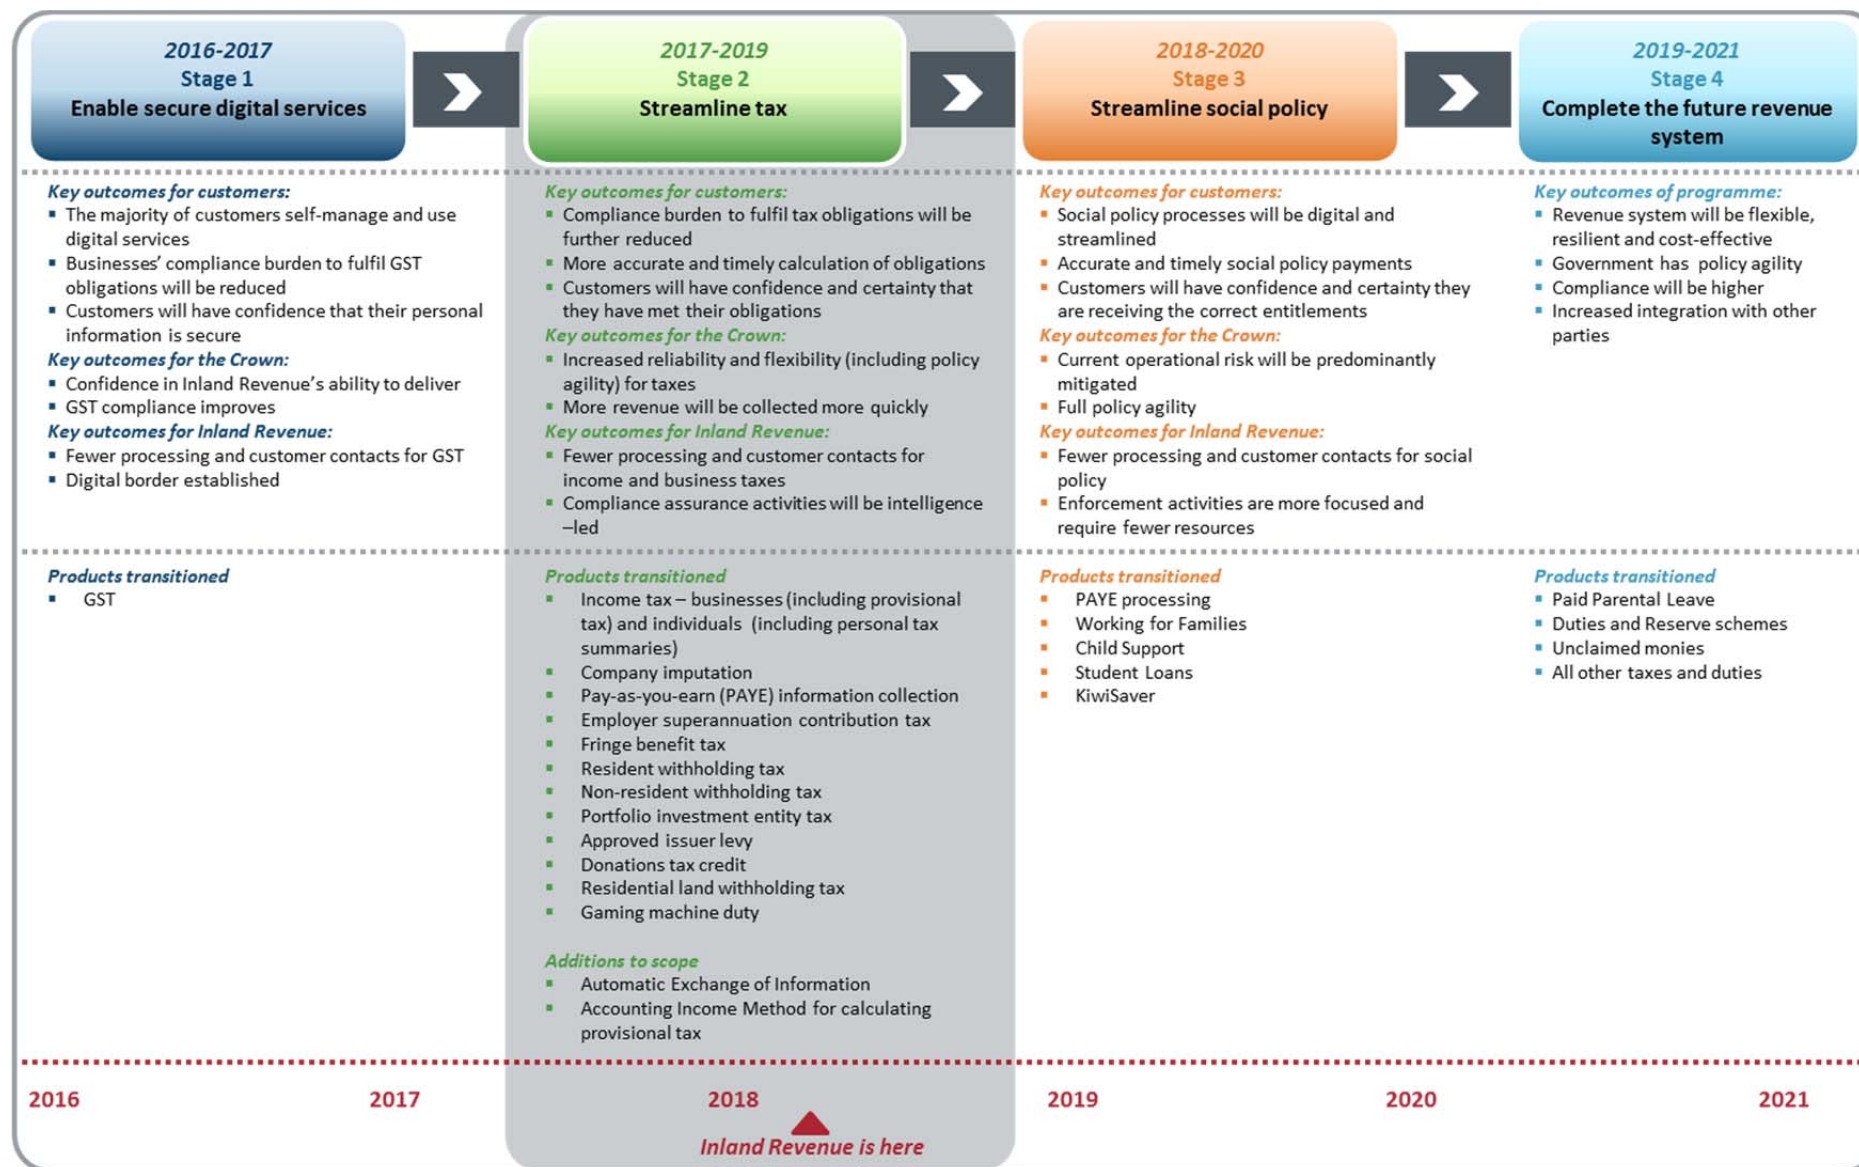 2016-2017
Stage 1
Enable secure digital services
2017-2019
Stage 2
Streamline tax
2018-2020
Stage 3
Streamline social policy
2019-2021
Stage 4
Complete the future revenue
system
Key outcomes for customers:
▪ The majority of customers self-manage and use
digital services
▪ Businesses' compliance burden to fulfil GST
obligations will be reduced
▪ Customers will have confidence that their personal
information is secure
Key outcomes for the Crown:
▪ Confidence in Inland Revenue's ability to deliver
▪ GST compliance improves
Key outcomes for Inland Revenue:
▪ Fewer processing and customer contacts for GST
▪ Digital border established
Key outcomes for customers:
▪ Compliance burden to fulfil tax obligations will be
further reduced
▪ More accurate and timely calculation of obligations
▪ Customers will have confidence and certainty that
they have met their obligations
Key outcomes for the Crown:
▪ Increased reliability and flexibility (including policy
agility) for taxes
▪ More revenue will be collected more quickly
Key outcomes for Inland Revenue:
▪ Fewer processing and customer contacts for
income and business taxes
▪ Compliance assurance activities will be intelligence
–led
Key outcomes for customers:
▪ Social policy processes will be digital and
streamlined
▪ Accurate and timely social policy payments
▪ Customers will have confidence and certainty they
are receiving the correct entitlements
Key outcomes for the Crown:
▪ Current operational risk will be predominantly
mitigated
▪ Full policy agility
Key outcomes for Inland Revenue:
▪ Fewer processing and customer contacts for social
policy
▪ Enforcement activities are more focused and
require fewer resources
Key outcomes of programme:
▪ Revenue system will be flexible,
resilient and cost-effective
▪ Government has policy agility
▪ Compliance will be higher
▪ Increased integration with other
parties
Products transitioned
▪ GST
Products transitioned
▪ Income tax – businesses (including provisional
tax) and individuals (including personal tax
summaries)
▪ Company imputation
▪ Pay-as-you-earn (PAYE) information collection
▪ Employer superannuation contribution tax
▪ Fringe benefit tax
▪ Resident withholding tax
▪ Non-resident withholding tax
▪ Portfolio investment entity tax
▪ Approved issuer levy
▪ Donations tax credit
▪ Residential land withholding tax
▪ Gaming machine duty
Additions to scope
▪ Automatic Exchange of Information
▪ Accounting Income Method for calculating
provisional tax
Products transitioned
▪ PAYE processing
▪ Working for Families
▪ Child Support
▪ Student Loans
▪ KiwiSaver
Products transitioned
▪ Paid Parental Leave
▪ Duties and Reserve schemes
▪ Unclaimed monies
▪ All other taxes and duties
2016
2017
2018
2019
2020
2021
Inland Revenue is here